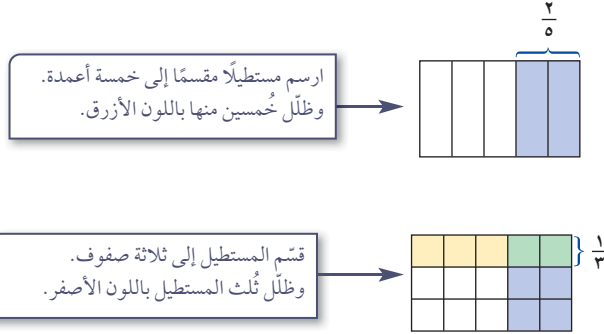 ٢
٥
ارسم مستطيلًا مقسمًا إلى خمسة أعمدة.
وظلّل خُمسين منها باللون الأزرق.
١
٣
قسّم المستطيل إلى ثلاثة صفوف.
وظلّل ثُلث المستطيل باللون الأصفر.